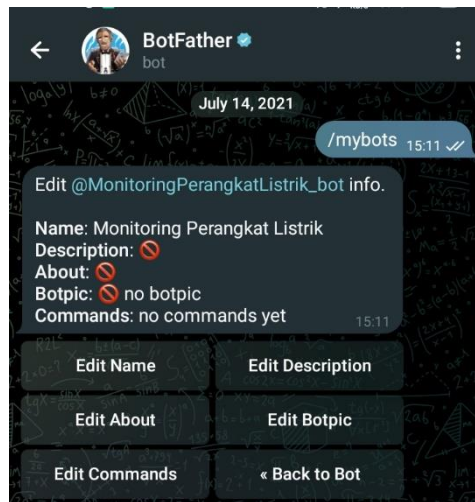 BotFather
bot
July 14, 2021
/mybots 15:11
Edit @MonitoringPerangkatListrik_bot info.
Name: Monitoring Perangkat Listrik
Description: 🚫
About: 🚫
Botpic: 🚫 no botpic
Commands: no commands yet
15:11
Edit Name
Edit Description
Edit About
Edit Botpic
Edit Commands
« Back to Bot